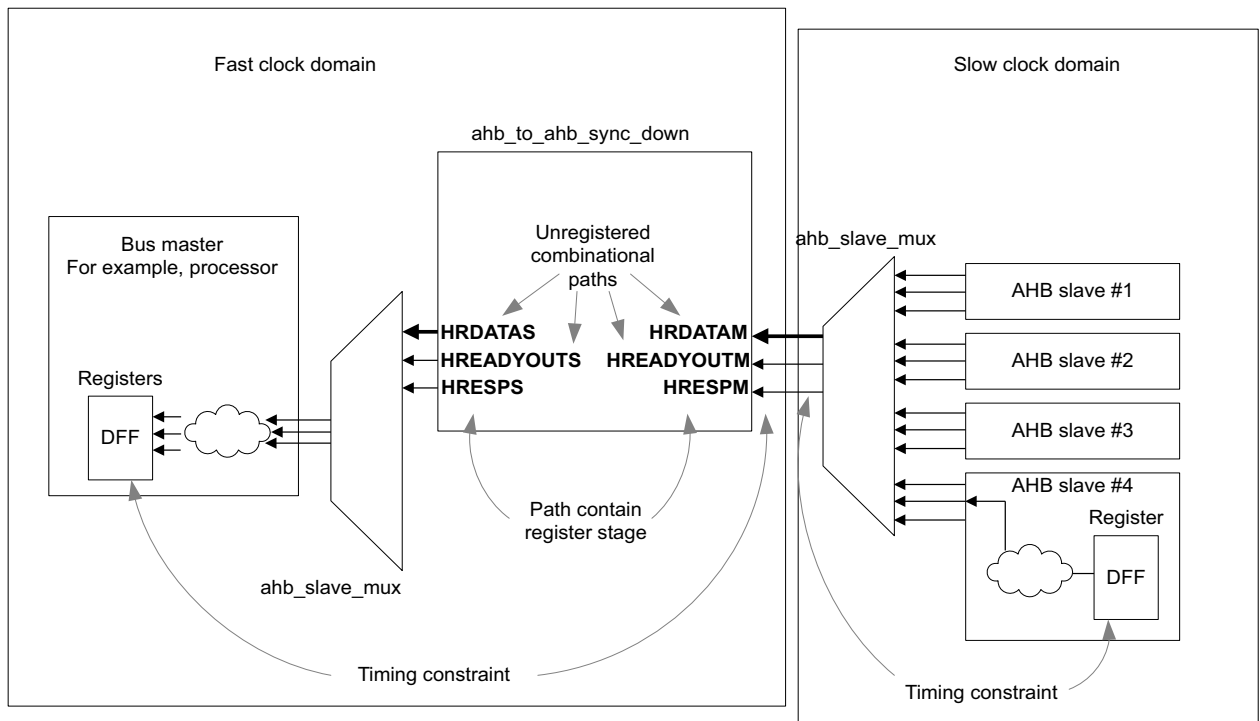 Fast clock domain
Slow clock domain
ahb_to_ahb_sync_down
Bus master
For example, processor
Unregistered
combinational
paths
ahb_slave_mux
AHB slave #1
HRDATAS
HRDATAM
HREADYOUTS
HREADYOUTM
HRESPS
HRESPM
AHB slave #2
Registers
DFF
AHB slave #3
AHB slave #4
Path contain
register stage
Register
DFF
ahb_slave_mux
Timing constraint
Timing constraint